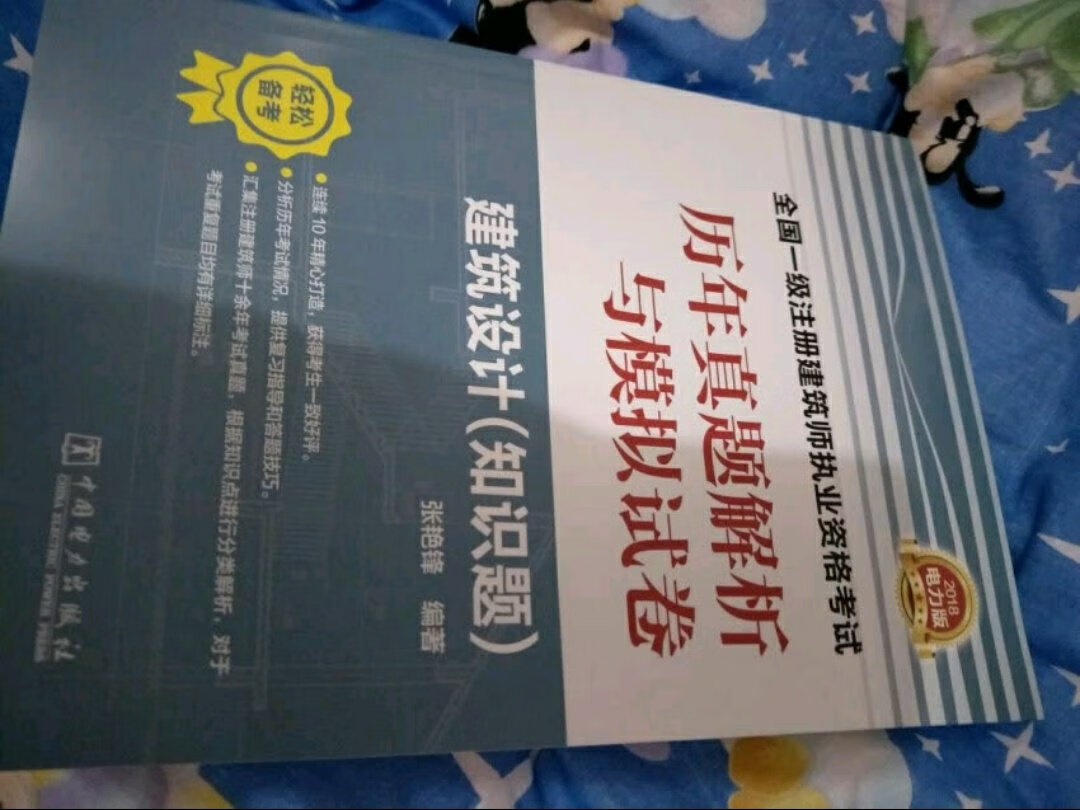 2018
电力版
全国一级注册建筑师执业资格考试
历年真题解析
与模拟试卷
建筑设计(知识题)
张艳锋 编著
轻松
备考
连续10年精心打造,获得考生一致好评。
分析历年考试情况,提供复习指导和答题技巧。
汇集注册建筑师十余年考试真题,根据知识点进行分类解析,对于
考试重复题目均有详细标注。
中国电力出版社
CHINA ELECTRIC POWER PRESS